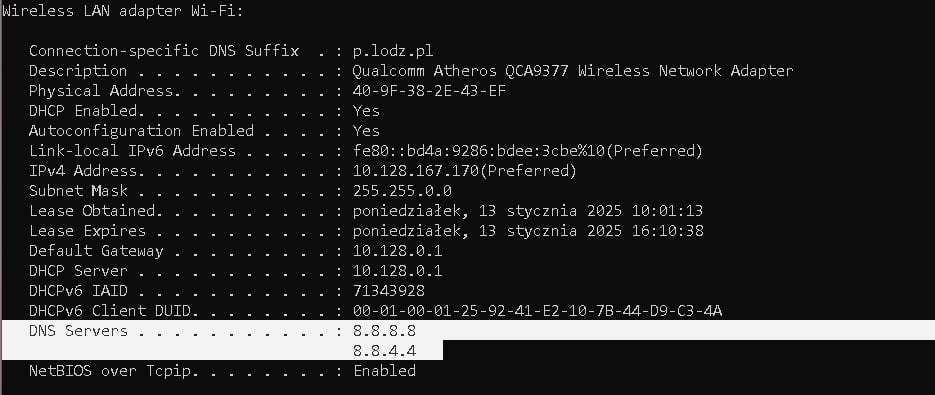 Wireless LAN adapter Wi-Fi:
Connection-specific DNS Suffix  . : p.lodz.pl
Description . . . . . . . . . . . : Qualcomm Atheros QCA9377 Wireless Network Adapter
Physical Address. . . . . . . . . : 40-9F-38-2E-43-EF
DHCP Enabled. . . . . . . . . . . : Yes
Autoconfiguration Enabled . . . . : Yes
Link-local IPv6 Address . . . . . : fe80::bd4a:9286:bdee:3cbe%10(Preferred)
IPv4 Address. . . . . . . . . . . : 10.128.167.170(Preferred)
Subnet Mask . . . . . . . . . . . : 255.255.0.0
Lease Obtained. . . . . . . . . . : poniedziałek, 13 stycznia 2025 10:01:13
Lease Expires . . . . . . . . . . : poniedziałek, 13 stycznia 2025 16:10:38
Default Gateway . . . . . . . . . : 10.128.0.1
DHCP Server . . . . . . . . . . . : 10.128.0.1
DHCPv6 IAID . . . . . . . . . . . : 71343928
DHCPv6 Client DUID. . . . . . . . : 00-01-00-01-25-92-41-E2-10-7B-44-D9-C3-4A
DNS Servers . . . . . . . . . . . : 8.8.8.8
8.8.4.4
NetBIOS over Tcpip. . . . . . . . : Enabled